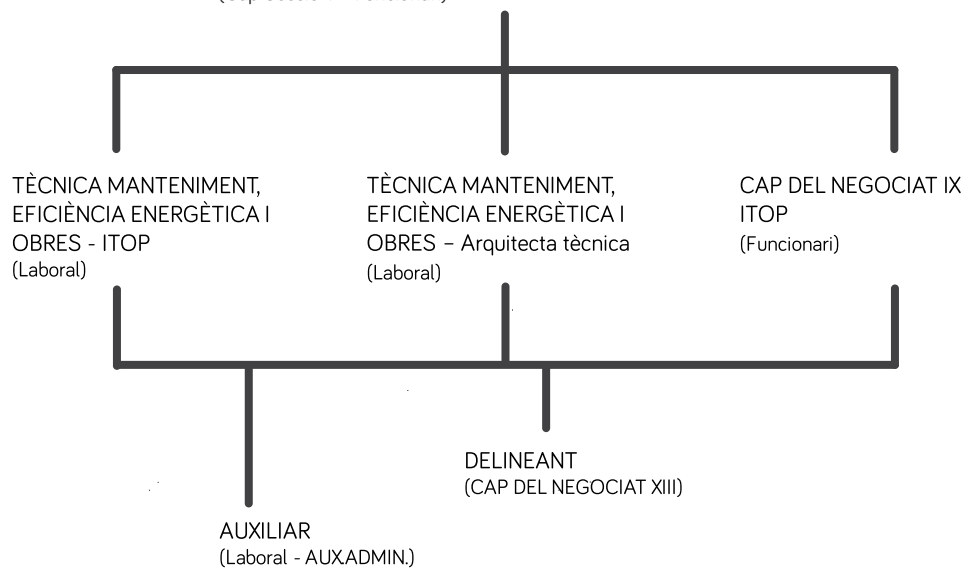 TÈCNICA MANTENIMENT,
EFICIÈNCIA ENERGÈTICA I
OBRES - ITOP
(Laboral)
TÈCNICA MANTENIMENT,
EFICIÈNCIA ENERGÈTICA I
OBRES – Arquitecta tècnica
(Laboral)
CAP DEL NEGOCIAT IX
ITOP
(Funcionari)
DELINEANT
(CAP DEL NEGOCIAT XIII)
AUXILIAR
(Laboral - AUX.ADMIN.)